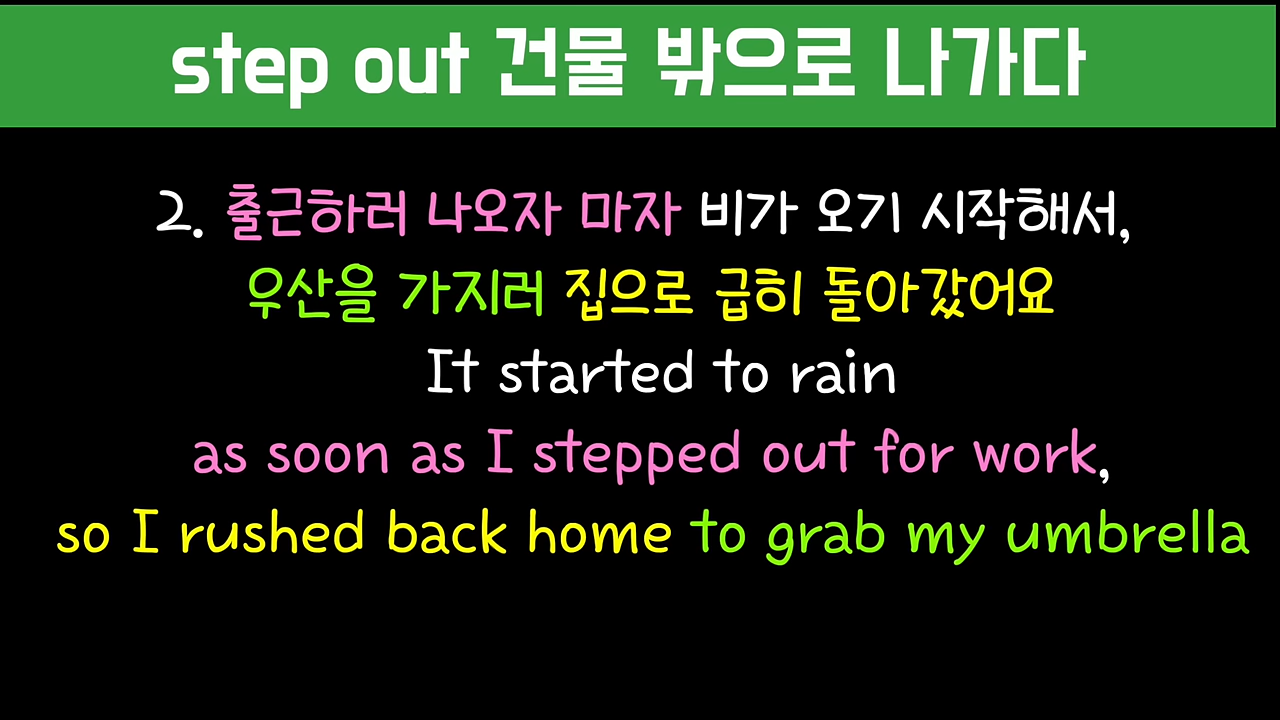 step out 건물 밖으로 나가다
2. 출근하러 나오자 마자 비가 오기 시작해서,
우산을 가지러 집으로 급히 돌아갔어요
It started to rain
as soon as I stepped out for work,
so I rushed back home to grab my umbrella